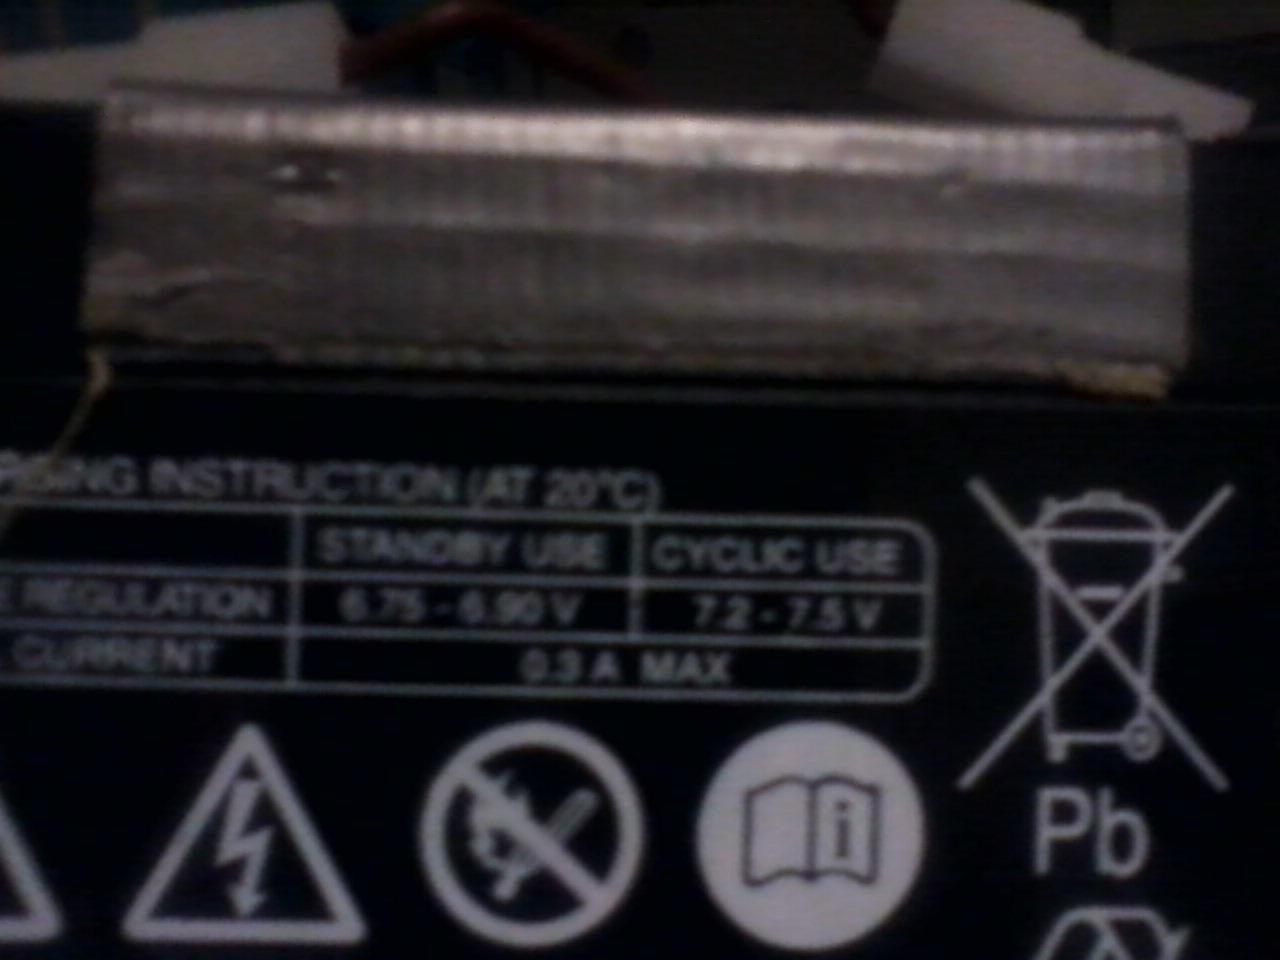 INSTRUCTION (AT 20°C)
STANDBY USE CYCLIC USE
E REGULATION 6.75 - 6.90 V 7.2 - 7.5 V
CURRENT 0.3 A MAX
i
Pb